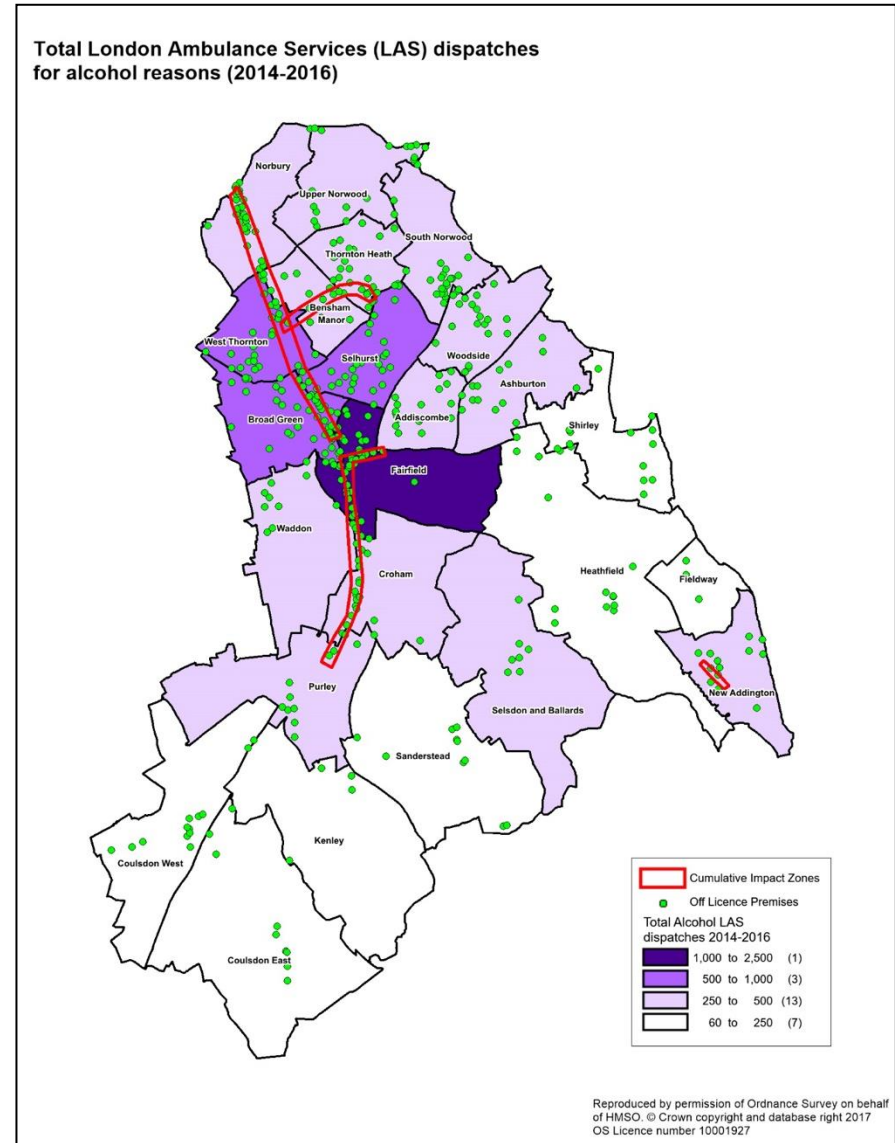 Total London Ambulance Services (LAS) dispatches
for alcohol reasons (2014-2016)
Norbury
Upper Norwood
South Norwood
Thornton Heath
Bensham
Manor
West Thornton
Selhurst
Woodside
Ashburton
Broad Green
Addiscombe
Shirley
Fairfield
Waddon
Croham
Heathfield
Fieldway
Purley
Selsdon and Ballards
New Addington
Sanderstead
Kenley
Coulsdon West
Coulsdon East
Cumulative Impact Zones
Off Licence Premises
Total Alcohol LAS
dispatches 2014-2016
1,000 to 2,500 (1)
500 to 1,000 (3)
250 to 500 (13)
60 to 250 (7)
Reproduced by permission of Ordnance Survey on behalf
of HMSO. © Crown copyright and database right 2017
OS Licence number 10001927